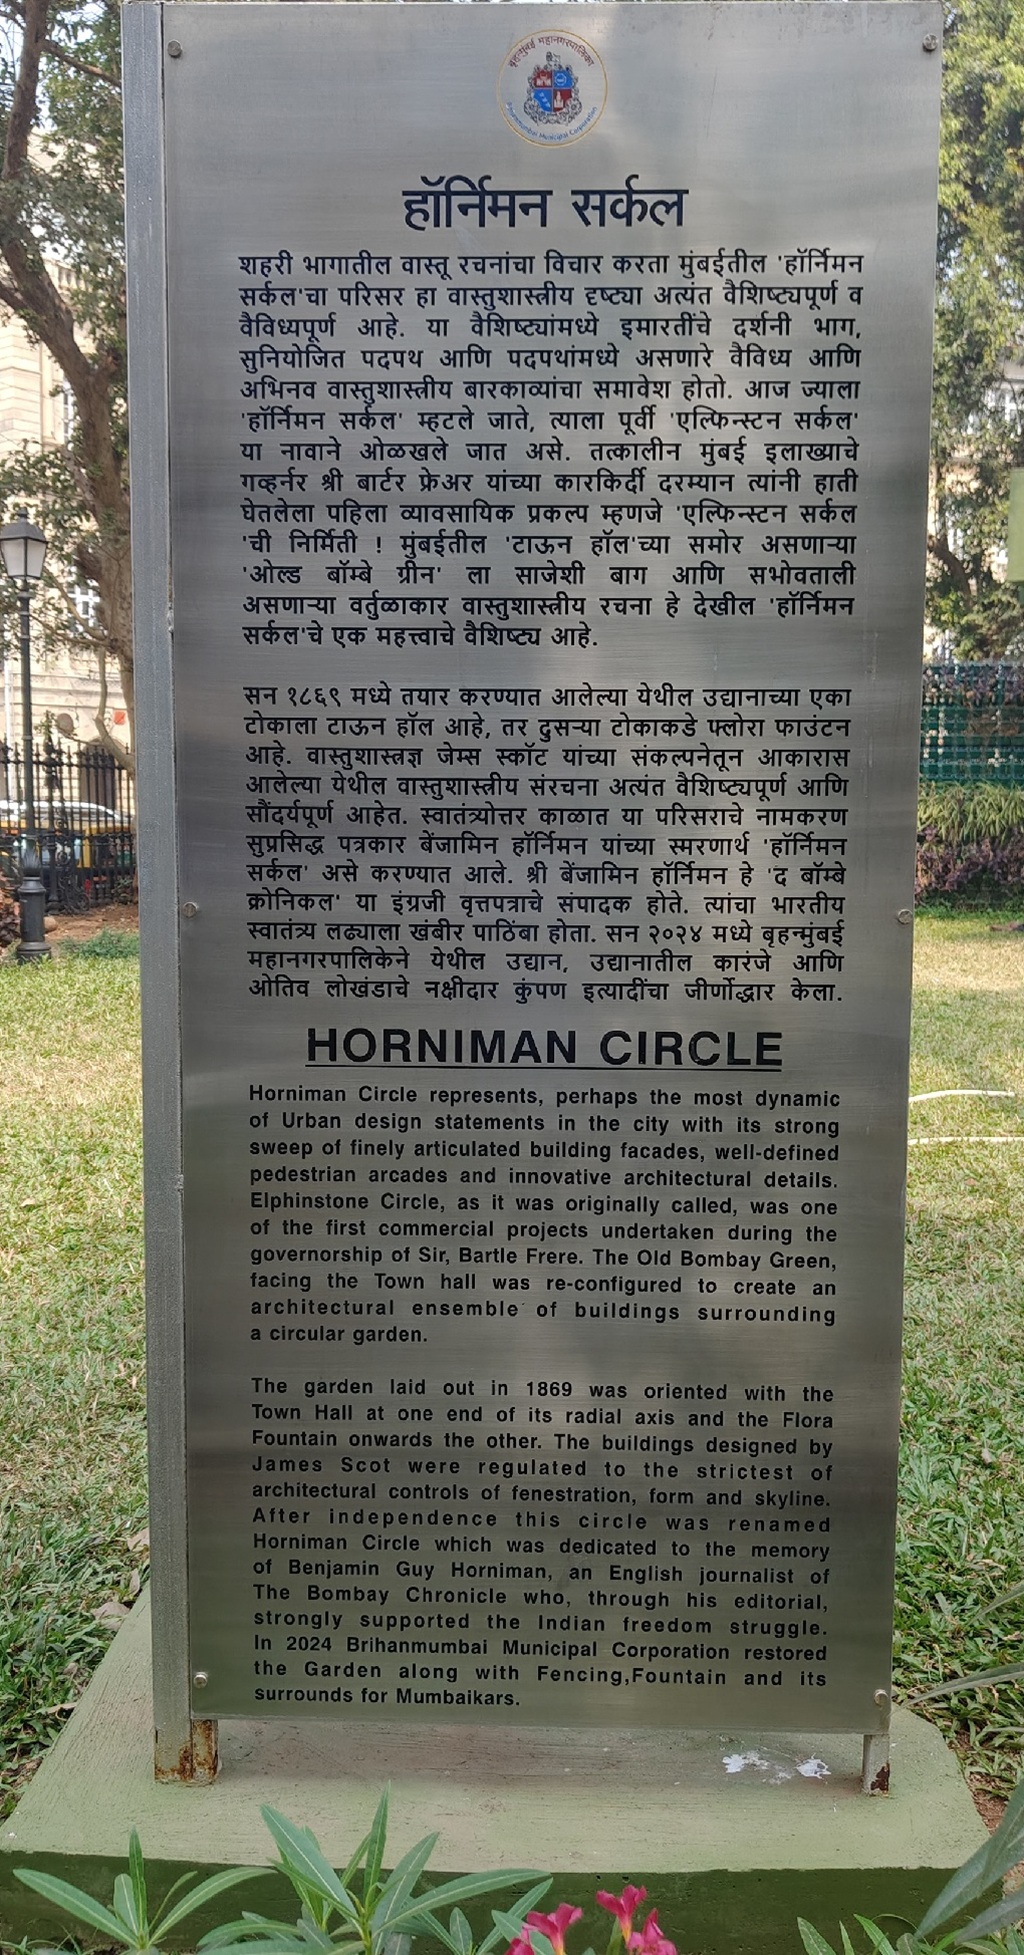 बृहन्मुंबई महानगरपालिका
Brihanmumbai Municipal Corporation
हॉर्निमन सर्कल
शहरी भागातील वास्तू रचनांचा विचार करता मुंबईतील 'हॉर्निमन
सर्कल'चा परिसर हा वास्तुशास्त्रीय दृष्ट्या अत्यंत वैशिष्ट्यपूर्ण व
वैविध्यपूर्ण आहे. या वैशिष्ट्यांमध्ये इमारतींचे दर्शनी भाग,
सुनियोजित पदपथ आणि पदपथांमध्ये असणारे वैविध्य आणि
अभिनव वास्तुशास्त्रीय बारकाव्यांचा समावेश होतो. आज ज्याला
'हॉर्निमन सर्कल' म्हटले जाते, त्याला पूर्वी 'एल्फिन्स्टन सर्कल'
या नावाने ओळखले जात असे. तत्कालीन मुंबई इलाख्याचे
गव्हर्नर श्री बार्टर फ्रेअर यांच्या कारकिर्दी दरम्यान त्यांनी हाती
घेतलेला पहिला व्यावसायिक प्रकल्प म्हणजे 'एल्फिन्स्टन सर्कल
'ची निर्मिती ! मुंबईतील 'टाऊन हॉल'च्या समोर असणाऱ्या
'ओल्ड बॉम्बे ग्रीन' ला साजेशी बाग आणि सभोवताली
असणाऱ्या वर्तुळाकार वास्तुशास्त्रीय रचना हे देखील 'हॉर्निमन
सर्कल'चे एक महत्त्वाचे वैशिष्ट्य आहे.
सन १८६९ मध्ये तयार करण्यात आलेल्या येथील उद्यानाच्या एका
टोकाला टाऊन हॉल आहे, तर दुसऱ्या टोकाकडे फ्लोरा फाउंटन
आहे. वास्तुशास्त्रज्ञ जेम्स स्कॉट यांच्या संकल्पनेतून आकारास
आलेल्या येथील वास्तुशास्त्रीय संरचना अत्यंत वैशिष्ट्यपूर्ण आणि
सौंदर्यपूर्ण आहेत. स्वातंत्र्योत्तर काळात या परिसराचे नामकरण
सुप्रसिद्ध पत्रकार बेंजामिन हॉर्निमन यांच्या स्मरणार्थ 'हॉर्निमन
सर्कल' असे करण्यात आले. श्री बेंजामिन हॉर्निमन हे 'द बॉम्बे
क्रोनिकल' या इंग्रजी वृत्तपत्राचे संपादक होते. त्यांचा भारतीय
स्वातंत्र्य लढ्याला खंबीर पाठिंबा होता. सन २०२४ मध्ये बृहन्मुंबई
महानगरपालिकेने येथील उद्यान, उद्यानातील कारंजे आणि
ओतिव लोखंडाचे नक्षीदार कुंपण इत्यादींचा जीर्णोद्धार केला.
HORNIMAN CIRCLE
Horniman Circle represents, perhaps the most dynamic
of Urban design statements in the city with its strong
sweep of finely articulated building facades, well-defined
pedestrian arcades and innovative architectural details.
Elphinstone Circle, as it was originally called, was one
of the first commercial projects undertaken during the
governorship of Sir, Bartle Frere. The Old Bombay Green,
facing the Town hall was re-configured to create an
architectural ensemble of buildings surrounding
a circular garden.
The garden laid out in 1869 was oriented with the
Town Hall at one end of its radial axis and the Flora
Fountain onwards the other. The buildings designed by
James Scot were regulated to the strictest of
architectural controls of fenestration, form and skyline.
After independence this circle was renamed
Horniman Circle which was dedicated to the memory
of Benjamin Guy Horniman, an English journalist of
The Bombay Chronicle who, through his editorial,
strongly supported the Indian freedom struggle.
In 2024 Brihanmumbai Municipal Corporation restored
the Garden along with Fencing,Fountain and its
surrounds for Mumbaikars.